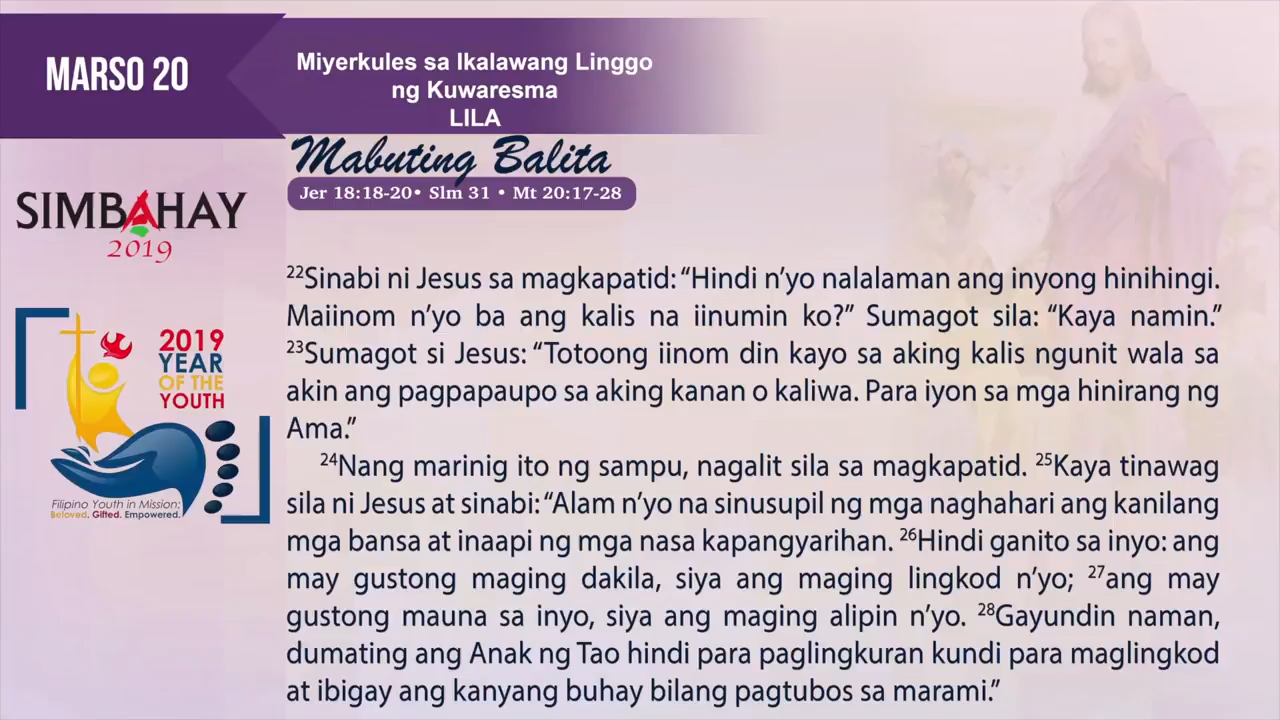 MARSO 20
Miyerkules sa Ikalawang Linggo
ng Kuwaresma
LILA
Mabuting Balita
Jer 18:18-20• Slm 31 • Mt 20:17-28
SIMBAHAY
2019
2019
YEAR
OF THE
YOUTH
Filipino Youth in Mission:
Beloved. Gifted. Empowered.
22Sinabi ni Jesus sa magkapatid: “Hindi n’yo nalalaman ang inyong hinihingi.
Maiinom n’yo ba ang kalis na iinumin ko?” Sumagot sila: “Kaya namin.”
23Sumagot si Jesus: “Totoong iinom din kayo sa aking kalis ngunit wala sa
akin ang pagpapaupo sa aking kanan o kaliwa. Para iyon sa mga hinirang ng
Ama.”
24Nang marinig ito ng sampu, nagalit sila sa magkapatid. 25Kaya tinawag
sila ni Jesus at sinabi: “Alam n’yo na sinusupil ng mga naghahari ang kanilang
mga bansa at inaapi ng mga nasa kapangyarihan. 26Hindi ganito sa inyo: ang
may gustong maging dakila, siya ang maging lingkod n’yo; 27ang may
gustong mauna sa inyo, siya ang maging alipin n’yo. 28Gayundin naman,
dumating ang Anak ng Tao hindi para paglingkuran kundi para maglingkod
at ibigay ang kanyang buhay bilang pagtubos sa marami.”